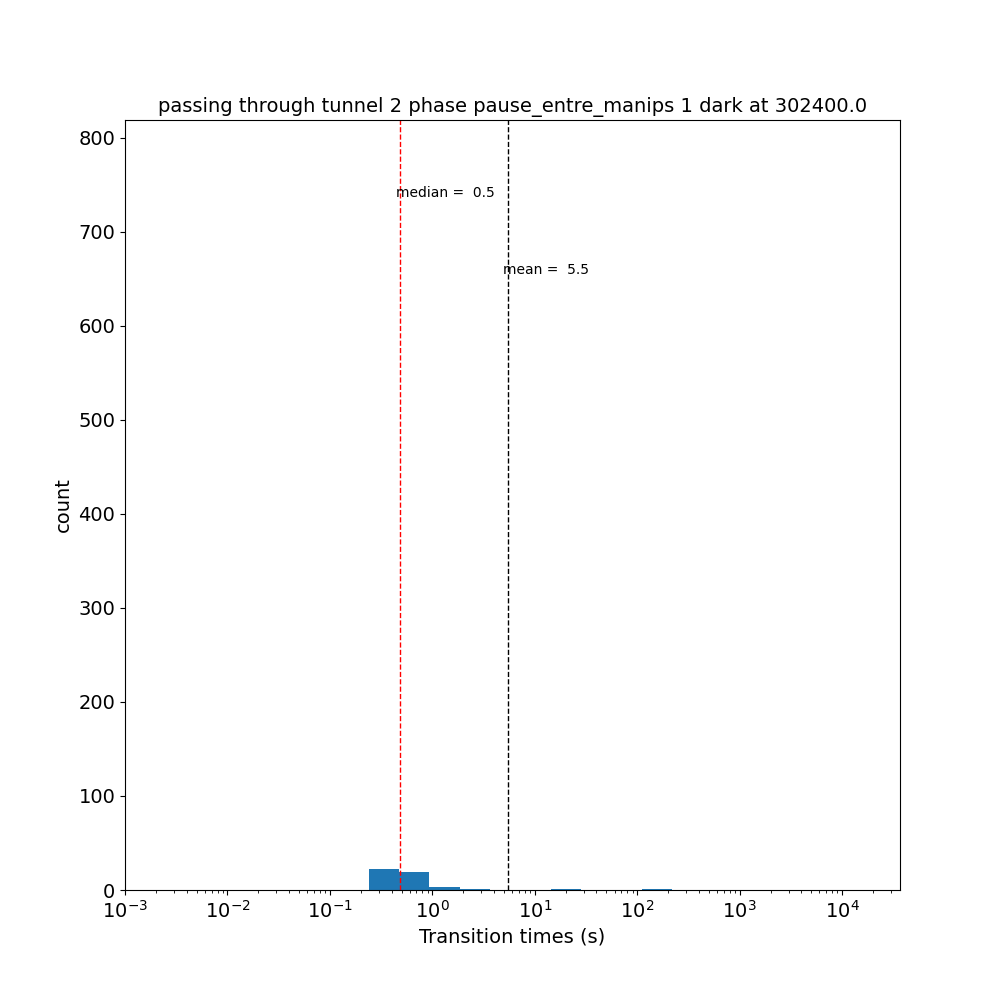 passing through tunnel 2 phase pause_entre_manips 1 dark at 302400.0
800
700
600
500
400
300
200
100
0
count
median =  0.5
mean =  5.5
10⁻³ 10⁻² 10⁻¹ 10⁰ 10¹ 10² 10³ 10⁴
Transition times (s)